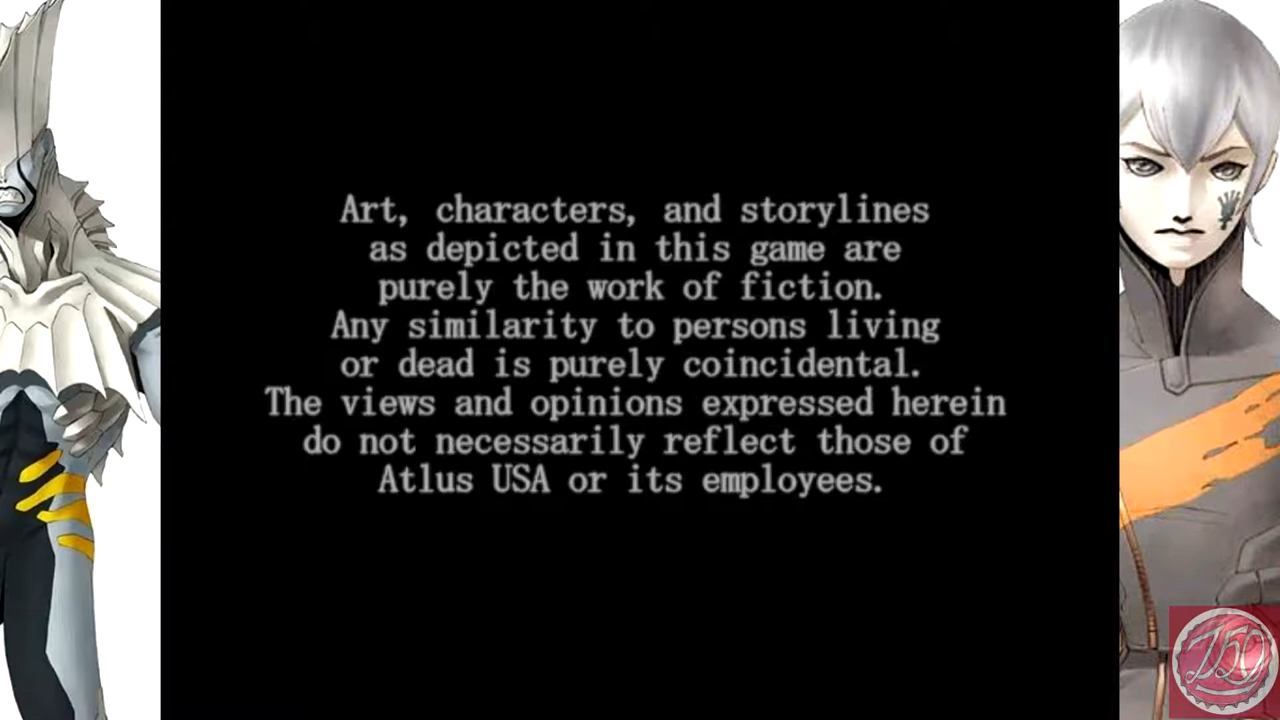 Art, characters, and storylines
as depicted in this game are
purely the work of fiction.
Any similarity to persons living
or dead is purely coincidental.
The views and opinions expressed herein
do not necessarily reflect those of
Atlus USA or its employees.